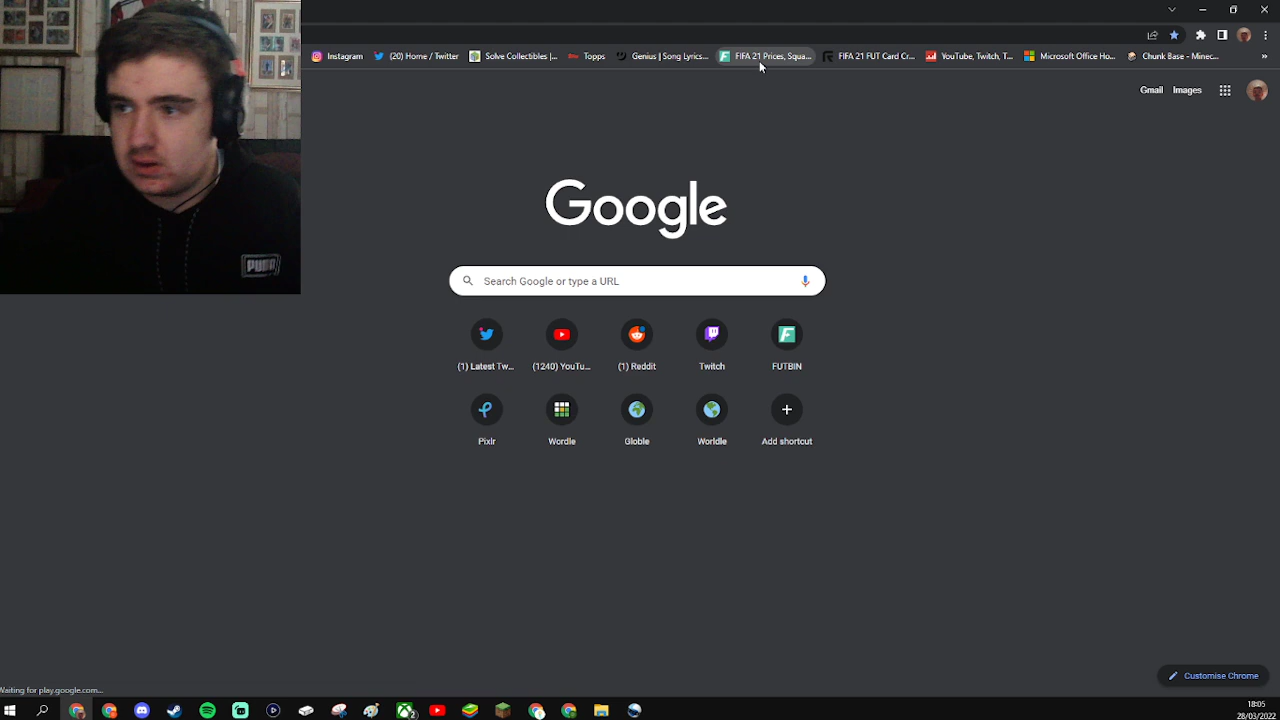 Instagram (20) Home / Twitter Solve Collectibles |... Topps Genius | Song Lyrics... FIFA 21 Prices, Squa... FIFA 21 FUT Card Cr... YouTube, Twitch, T... Microsoft Office Ho... Chunk Base - Minec... »
Gmail Images
Google
Search Google or type a URL
(1) Latest Tw... (1240) YouTu... (1) Reddit Twitch FUTBIN
Pixlr Wordle Globle Worldle Add shortcut
PUMA
Customise Chrome
Waiting for play.google.com...
2
18:05
28/03/2022